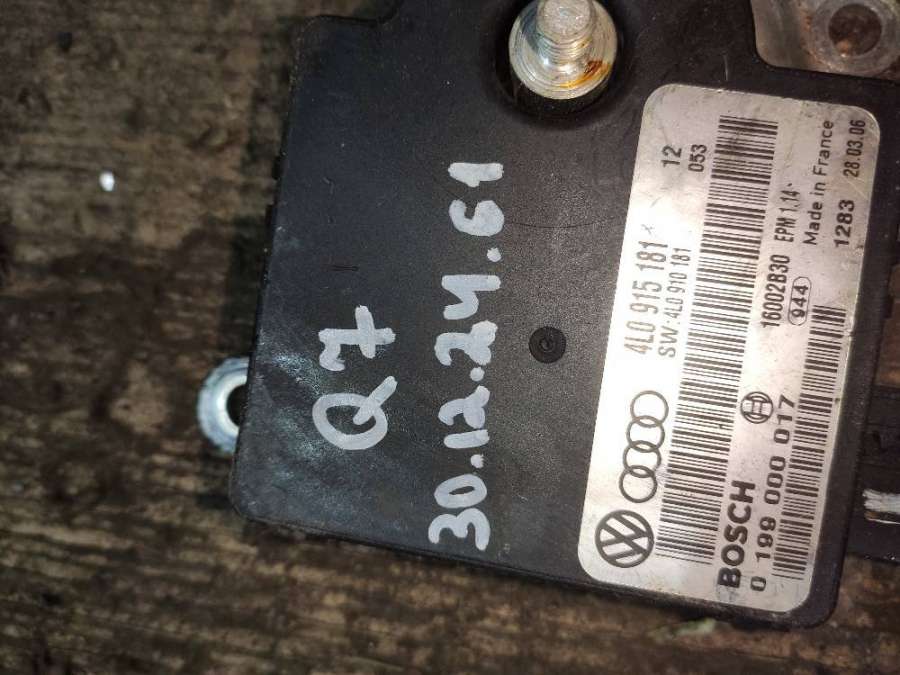 Q7
30.12.24.61
12
053
4L0 915 181
SW:4L0 910 181
16002B30 EPM 1.14
944 Made in France
1283 28.03.06
BOSCH
0 199 000 017